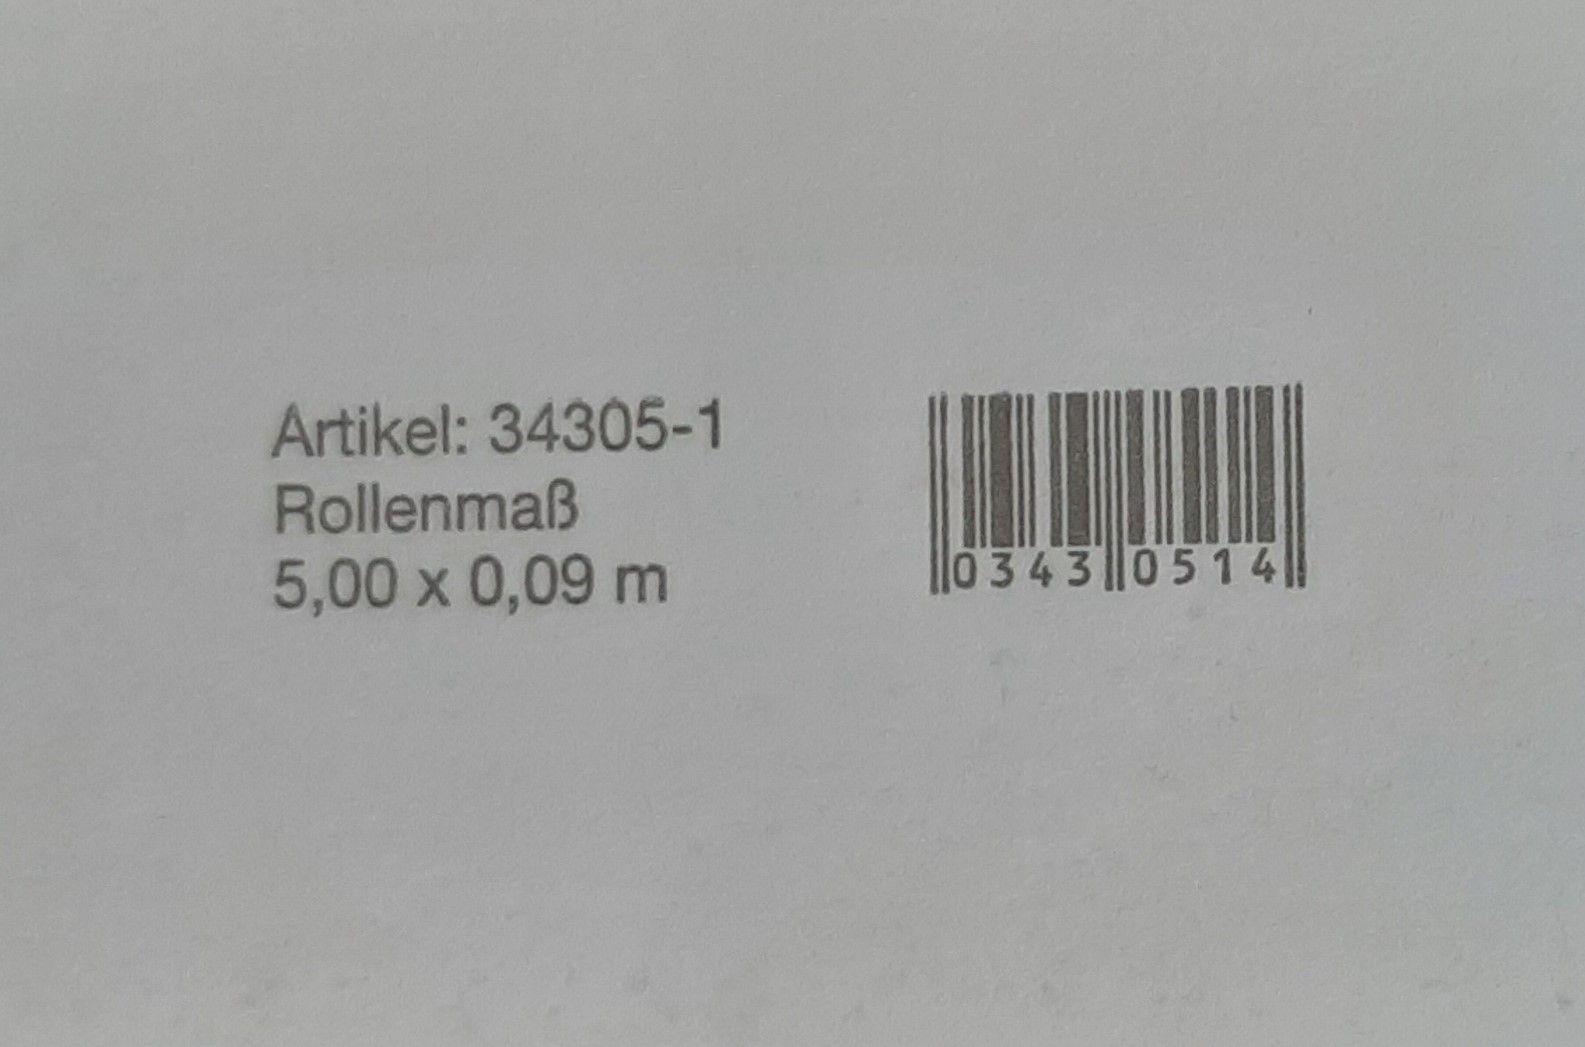 Artikel: 34305-1
Rollenmaß
5,00 x 0,09 m
0343 0514